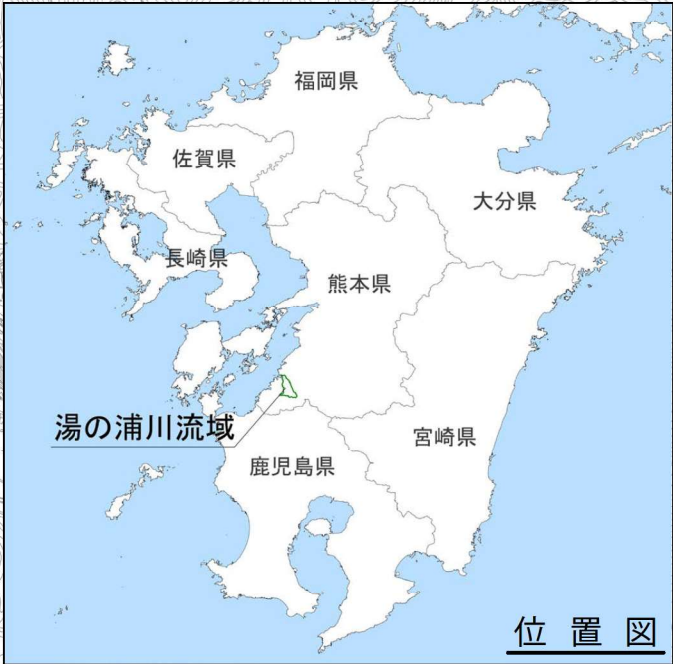 福岡県
佐賀県
大分県
長崎県
熊本県
湯の浦川流域
宮崎県
鹿児島県
位置図